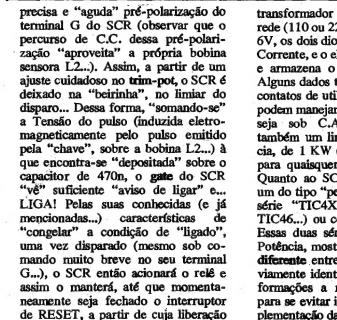 precisa e "aguda" pré-polarização do
terminal G do SCR (observar que o
percurso de C.C. dessa pré-polari-
zação "aproveita" a própria bobina
sensora L2...). Assim, a partir de um
ajuste cuidadoso no trim-pot, o SCR é
deixado na "beirinha", no limiar do
disparo... Dessa forma, "somando-se"
a Tensão do pulso (induzida eletro-
magneticamente pelo pulso emitido
pela "chave", sobre a bobina L2...) à
que encontra-se "depositada" sobre o
capacitor de 470n, o gate do SCR
"vê" suficiente "aviso de ligar" e...
LIGA! Pelas suas conhecidas (e já
mencionadas...) características de
"congelar" a condição de "ligado",
uma vez disparado (mesmo sob co-
mando muito breve no seu terminal
G...), o SCR então acionará o relê e
assim o manterá, até que momenta-
neamente seja fechado o interruptor
de RESET, a partir de cuja liberação
transformador
rede (110 ou 22
6V, os dois dio
Corrente, e o el
e armazena o
Alguns dados t
contatos de util
podem manejar
seja sob C.A
também um lin
cia, de 1 KW (
para quaisquer
Quanto ao SC
um do tipo "pe
série "TIC4X
TIC46...) ou c
Essas duas sér
Potência, most
diferente entre
viamente ident
formações a r
para se evitar i
plementação da